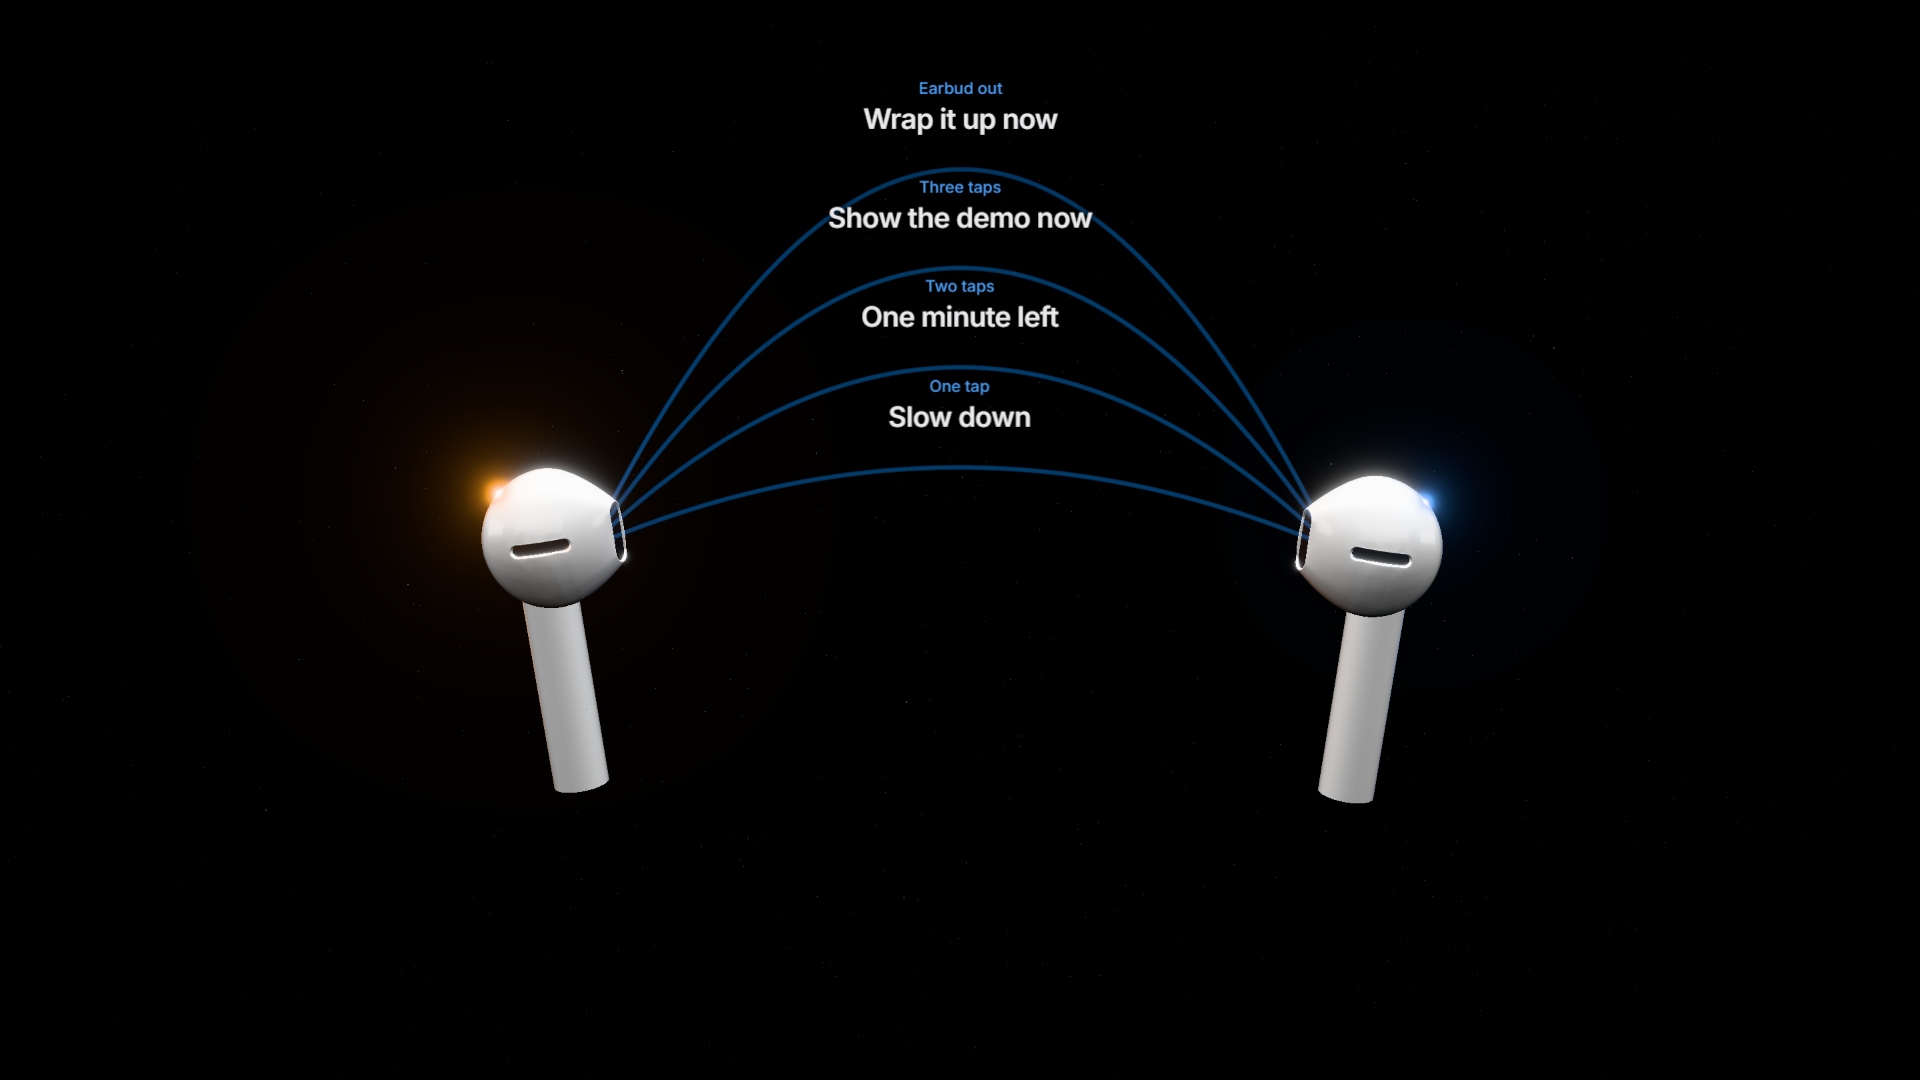 Earbud out
Wrap it up now
Three taps
Show the demo now
Two taps
One minute left
One tap
Slow down